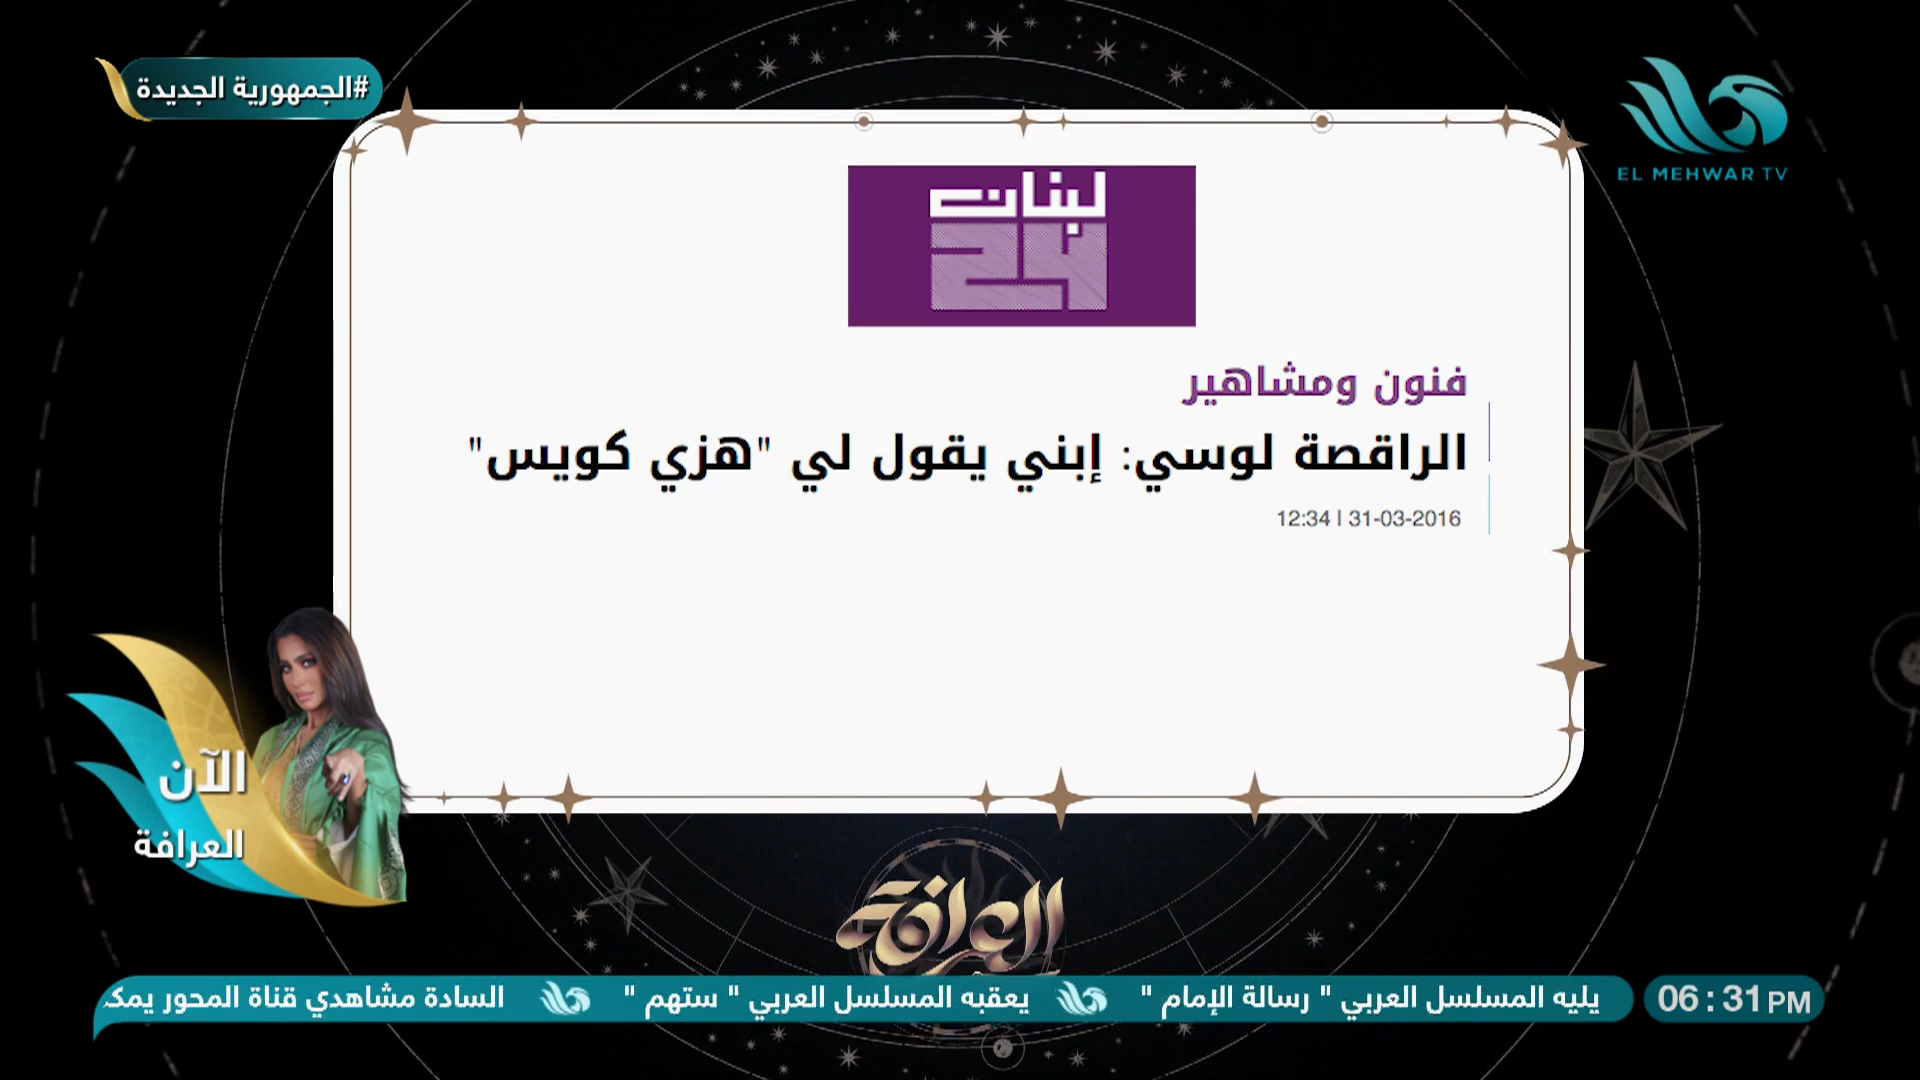 #الجمهورية الجديدة
EL MEHWAR TV
لبنان
24
فنون ومشاهير
الراقصة لوسي: إبني يقول لي "هزي كويس"
31-03-2016 | 12:34
الآن
العرافة
العرافة
يليه المسلسل العربي " رسالة الإمام " يعقبه المسلسل العربي " ستهم " السادة مشاهدي قناة المحور يمك
06:31 PM